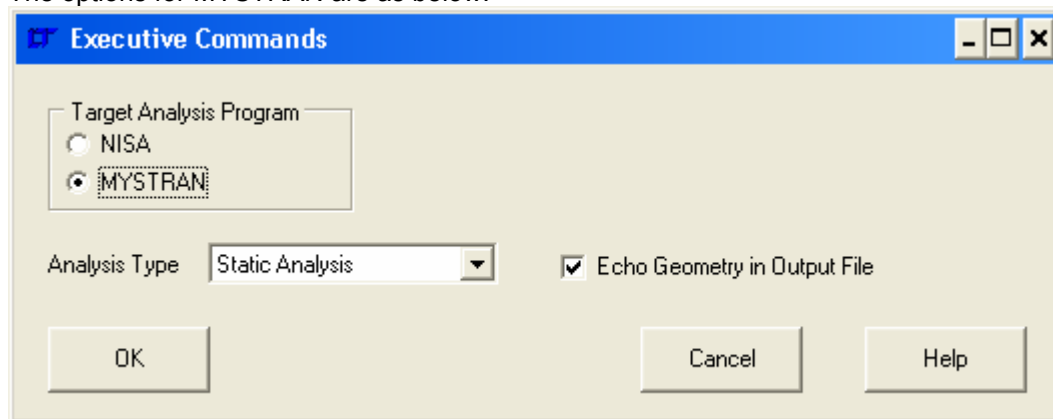 The options for MYSTRAN are as below:
Executive Commands
Target Analysis Program
NISA
MYSTRAN
Analysis Type Static Analysis Echo Geometry in Output File
OK Cancel Help